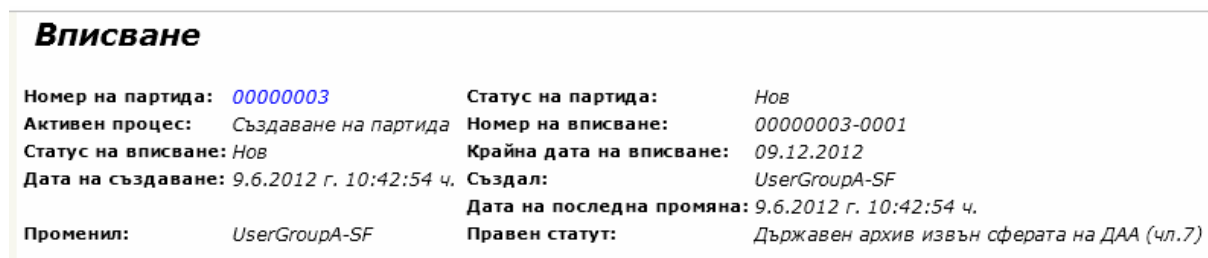 Вписване
Номер на партида: 00000003 Статус на партида: Нов
Активен процес: Създаване на партида Номер на вписване: 00000003-0001
Статус на вписване: Нов Крайна дата на вписване: 09.12.2012
Дата на създаване: 9.6.2012 г. 10:42:54 ч. Създал: UserGroupA-SF
Дата на последна промяна: 9.6.2012 г. 10:42:54 ч.
Променил: UserGroupA-SF Правен статут: Държавен архив извън сферата на ДАА (чл.7)